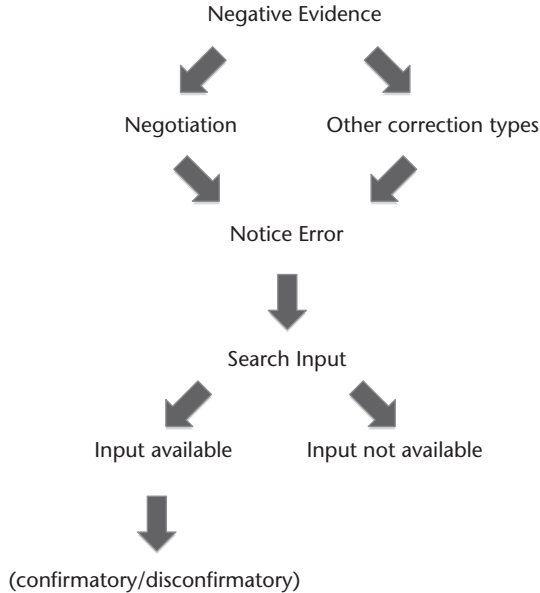 Negative Evidence
Negotiation
Other correction types
Notice Error
Search Input
Input available
Input not available
(confirmatory/disconfirmatory)